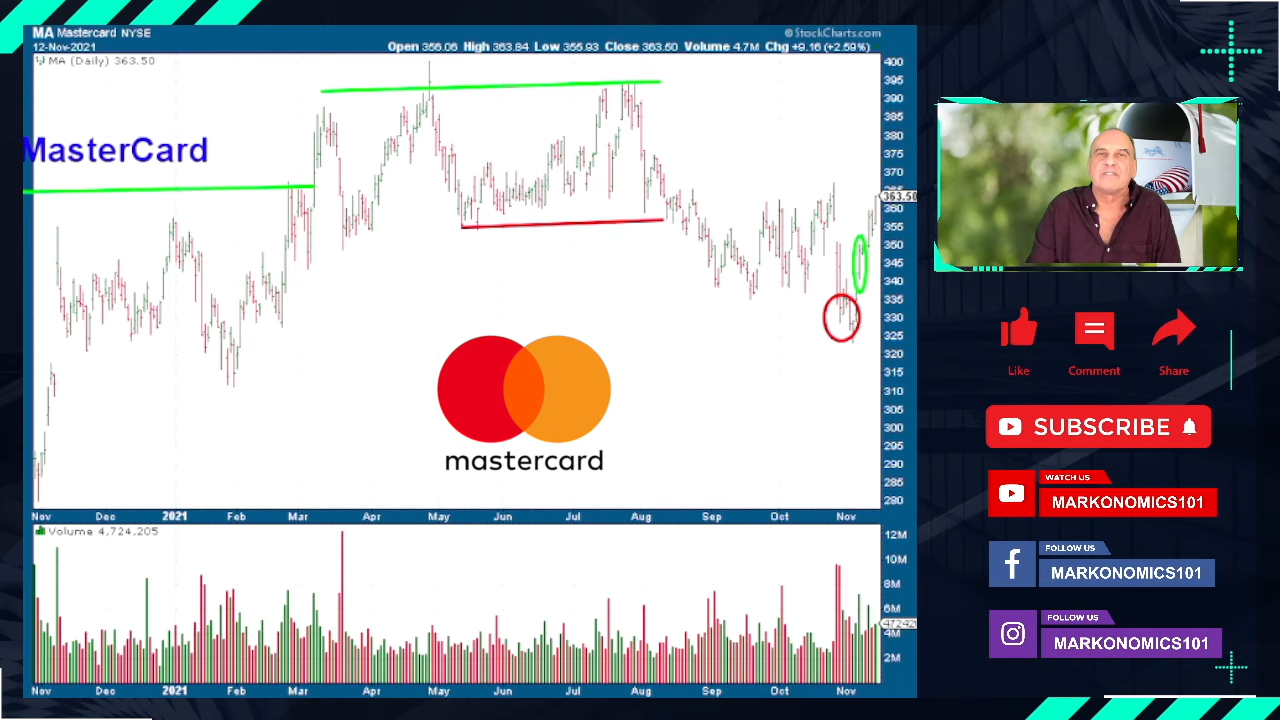 MA Mastercard NYSE
© StockCharts.com
12-Nov-2021
Open 356.06 High 363.84 Low 355.93 Close 363.50 Volume 4.7M Chg +9.16 (+2.59%)
MA (Daily) 363.50
MasterCard
400
395
390
385
380
375
370
365
363.50
360
355
350
345
340
335
330
325
320
315
310
305
300
295
290
285
280
mastercard
Nov Dec 2021 Feb Mar Apr May Jun Jul Aug Sep Oct Nov
Volume 4,724,205
12M
10M
8M
6M
4M
2M
Nov Dec 2021 Feb Mar Apr May Jun Jul Aug Sep Oct Nov
Like Comment Share
SUBSCRIBE
WATCH US
MARKONOMICS101
FOLLOW US
MARKONOMICS101
FOLLOW US
MARKONOMICS101